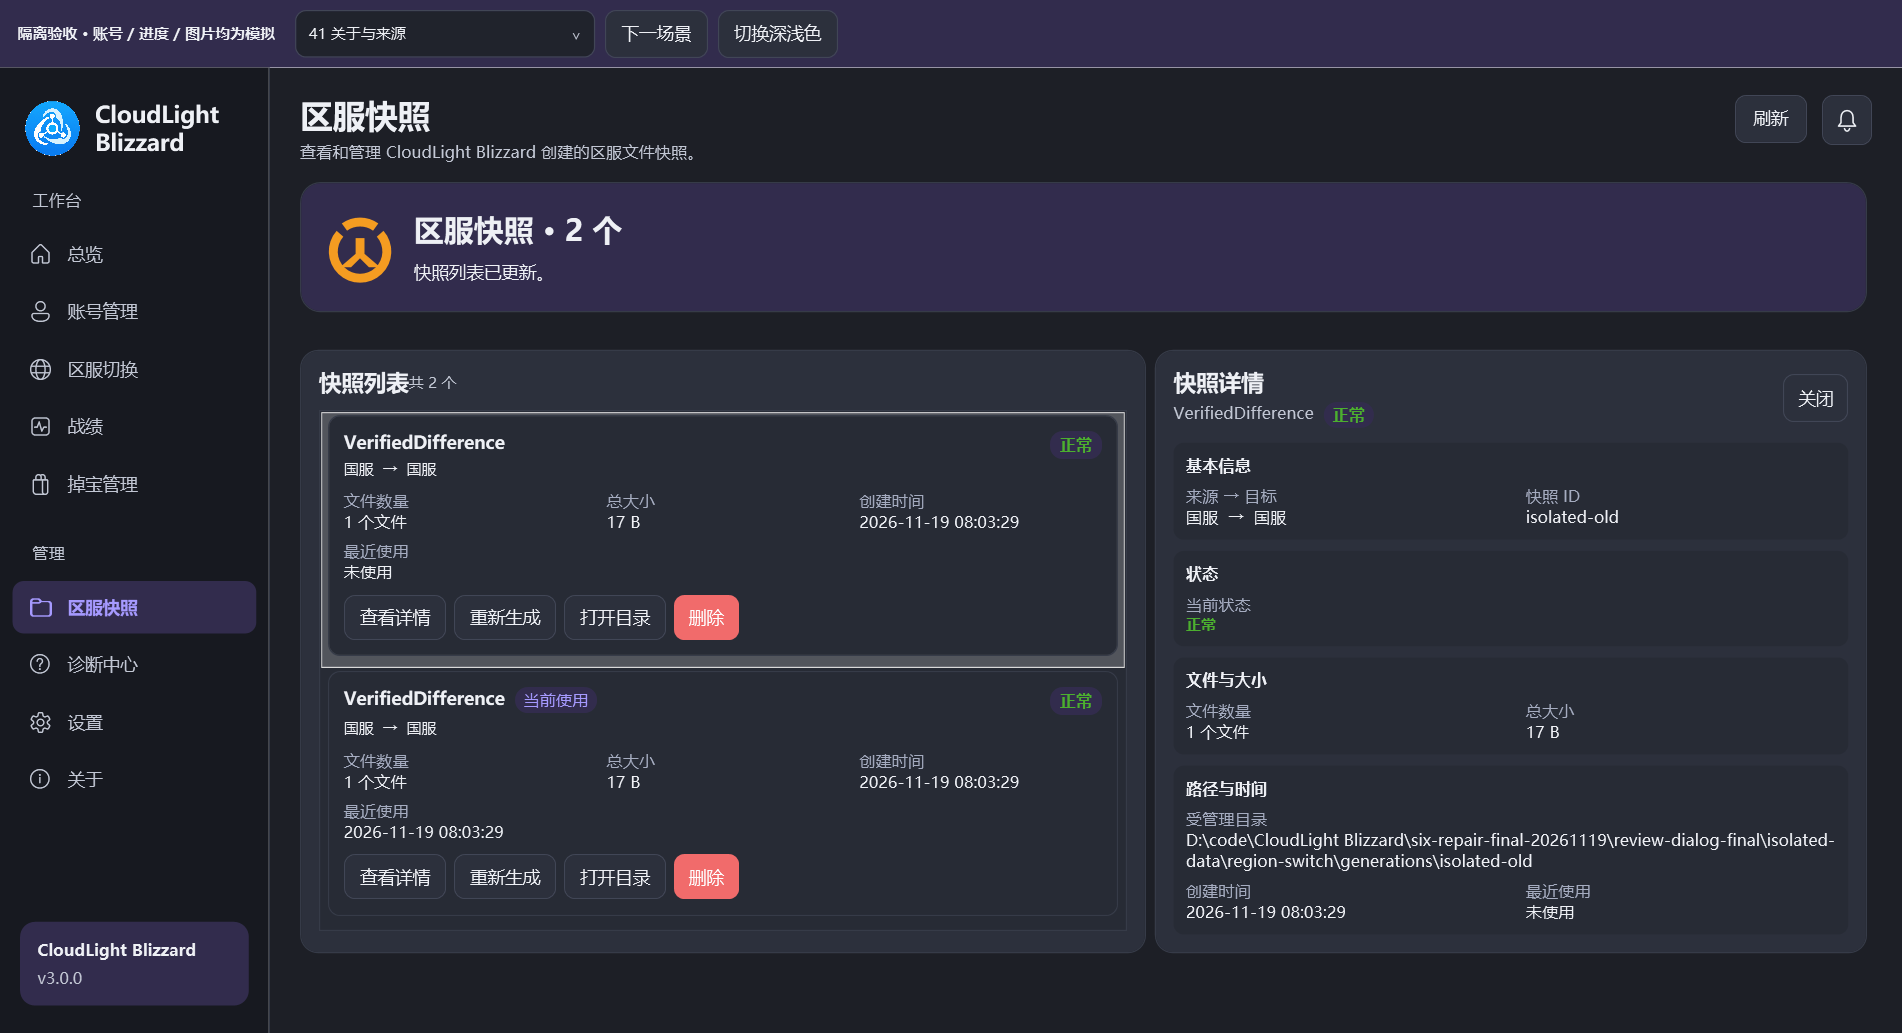 隔离验收 • 账号 / 进度 / 图片均为模拟
41 关于与来源
下一场景
切换深浅色
CloudLight
Blizzard
工作台
总览
账号管理
区服切换
战绩
掉宝管理
管理
区服快照
诊断中心
设置
关于
CloudLight Blizzard
v3.0.0
区服快照
查看和管理 CloudLight Blizzard 创建的区服文件快照。
刷新
区服快照 • 2 个
快照列表已更新。
快照列表共 2 个
VerifiedDifference
正常
国服 → 国服
文件数量 总大小 创建时间
1 个文件 17 B 2026-11-19 08:03:29
最近使用
未使用
查看详情 重新生成 打开目录 删除
VerifiedDifference 当前使用
正常
国服 → 国服
文件数量 总大小 创建时间
1 个文件 17 B 2026-11-19 08:03:29
最近使用
2026-11-19 08:03:29
查看详情 重新生成 打开目录 删除
快照详情
VerifiedDifference 正常
关闭
基本信息
来源 → 目标 快照 ID
国服 → 国服 isolated-old
状态
当前状态
正常
文件与大小
文件数量 总大小
1 个文件 17 B
路径与时间
受管理目录
D:\code\CloudLight Blizzard\six-repair-final-20261119\review-dialog-final\isolated-
data\region-switch\generations\isolated-old
创建时间 最近使用
2026-11-19 08:03:29 未使用